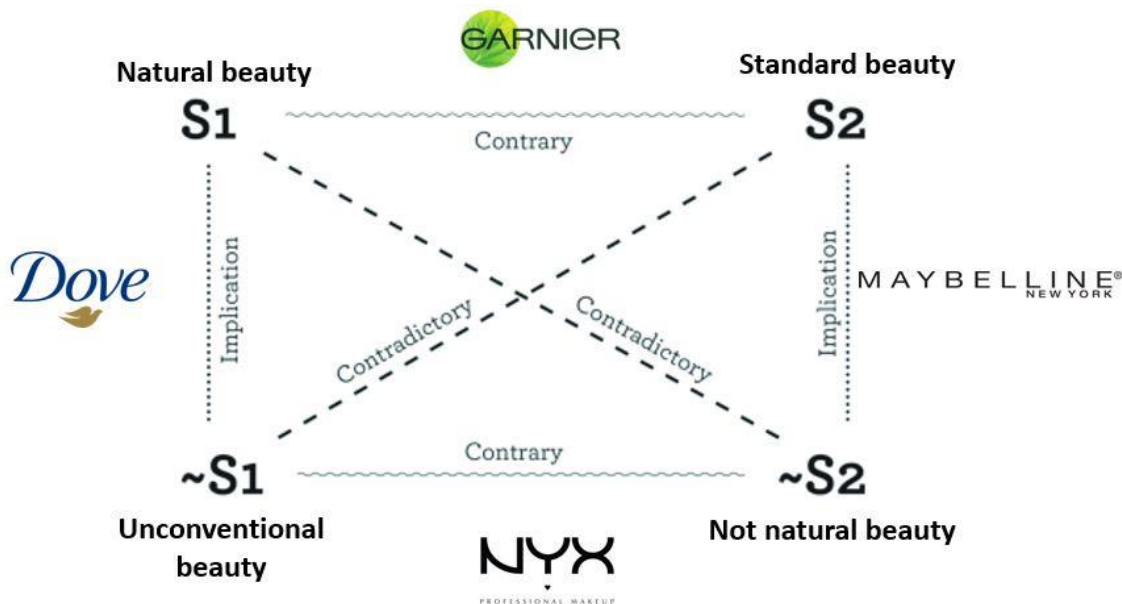 GARNIER
Natural beauty
Standard beauty
S1
S2
Contrary
Dove
Implication
Contradictory
Contradictory
Implication
MAYBELLINE®
NEW YORK
Contrary
~S1
~S2
Unconventional
beauty
Not natural beauty
NYX
PROFESSIONAL MAKEUP